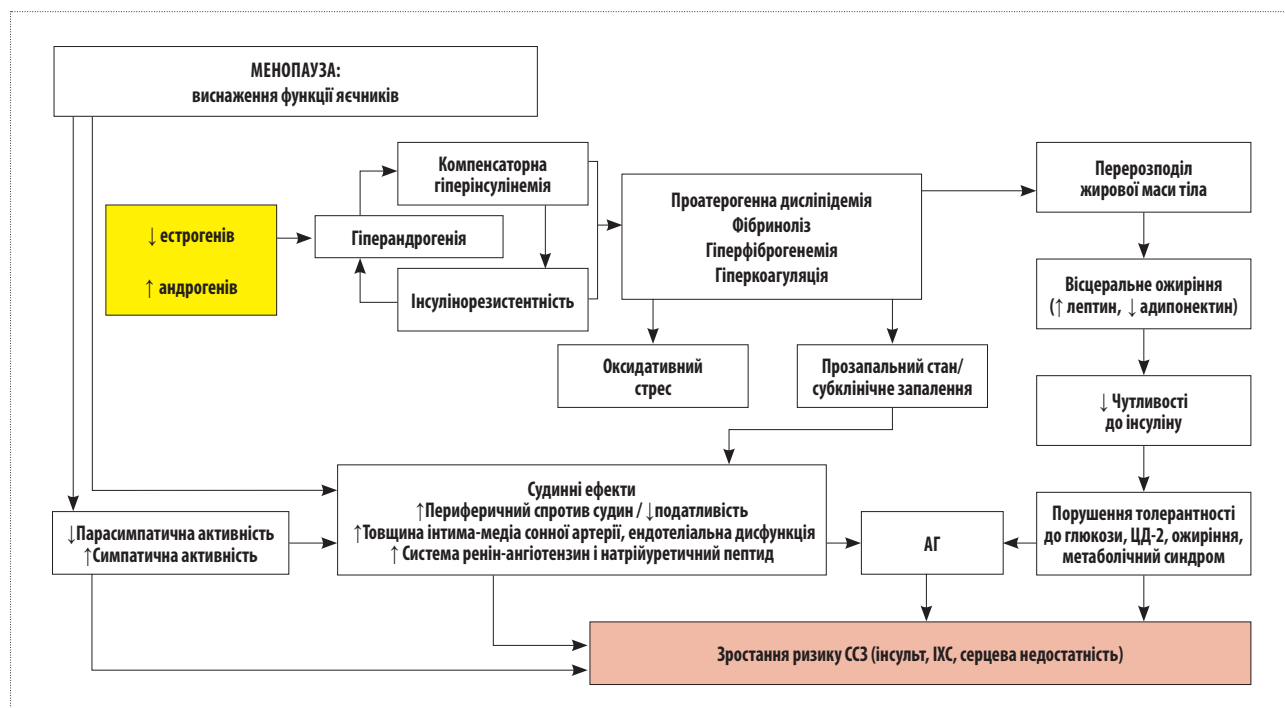 МЕНОПАУЗА:
виснаження функції яєчників
↓ естрогенів
↑ андрогенів
Гіперандрогенія
Компенсаторна
гіперінсулінемія
Інсулінорезистентність
Проатерогенна дисліпідемія
Фібриноліз
Гіперфіброгенемія
Гіперкоагуляція
Перерозподіл
жирової маси тіла
Вісцеральне ожиріння
(↑ лептин, ↓ адипонектин)
Оксидативний
стрес
Прозапальний стан/
субклінічне запалення
↓ Чутливості
до інсуліну
↓Парасимпатична активність
↑Симпатична активність
Судинні ефекти
↑Периферичний спротив судин / ↓податливість
↑Товщина інтима-медіа сонної артерії, ендотеліальна дисфункція
↑ Система ренін-ангіотензин і натрійуретичний пептид
АГ
Порушення толерантності
до глюкози, ЦД-2, ожиріння,
метаболічний синдром
Зростання ризику ССЗ (інсульт, ІХС, серцева недостатність)